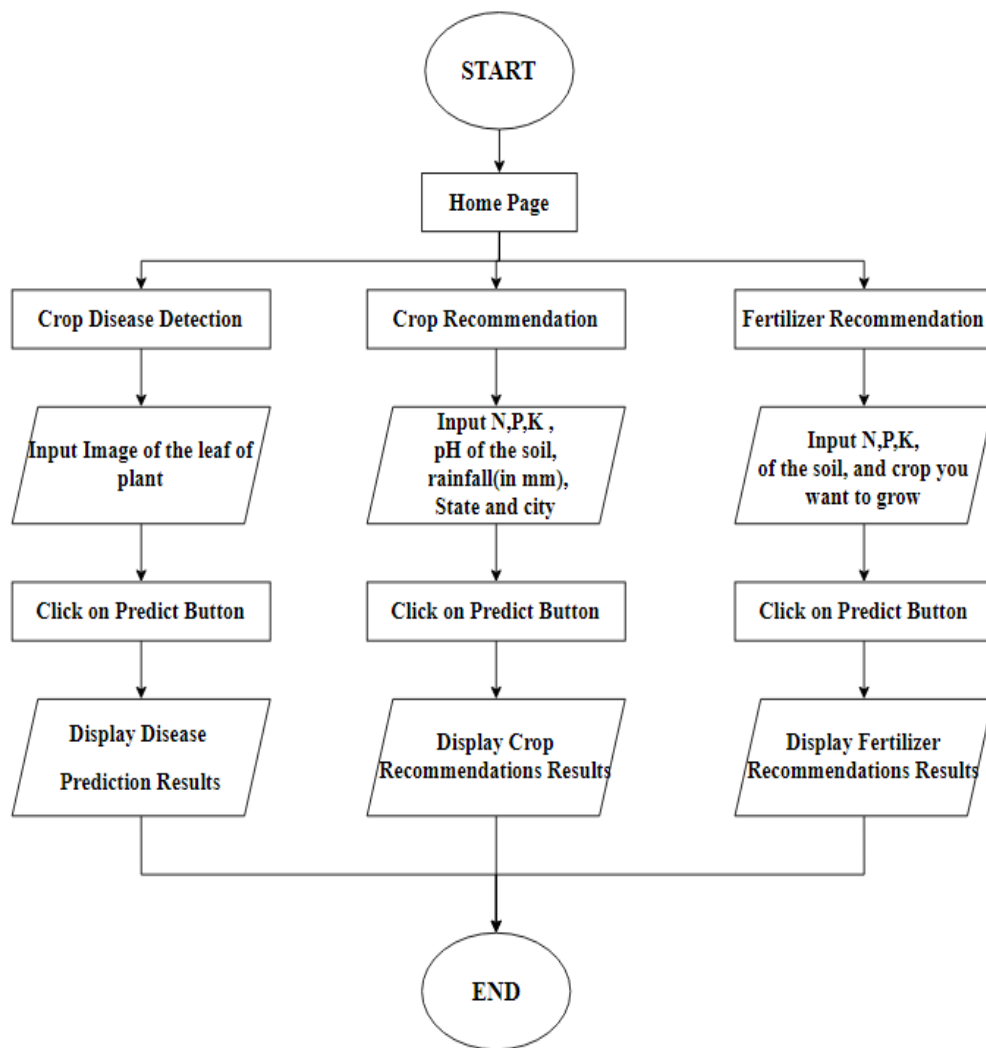 START
Home Page
Crop Disease Detection
Crop Recommendation
Fertilizer Recommendation
Input Image of the leaf of
plant
Input N,P,K ,
pH of the soil,
rainfall(in mm),
State and city
Input N,P,K,
of the soil, and crop you
want to grow
Click on Predict Button
Click on Predict Button
Click on Predict Button
Display Disease
Prediction Results
Display Crop
Recommendations Results
Display Fertilizer
Recommendations Results
END